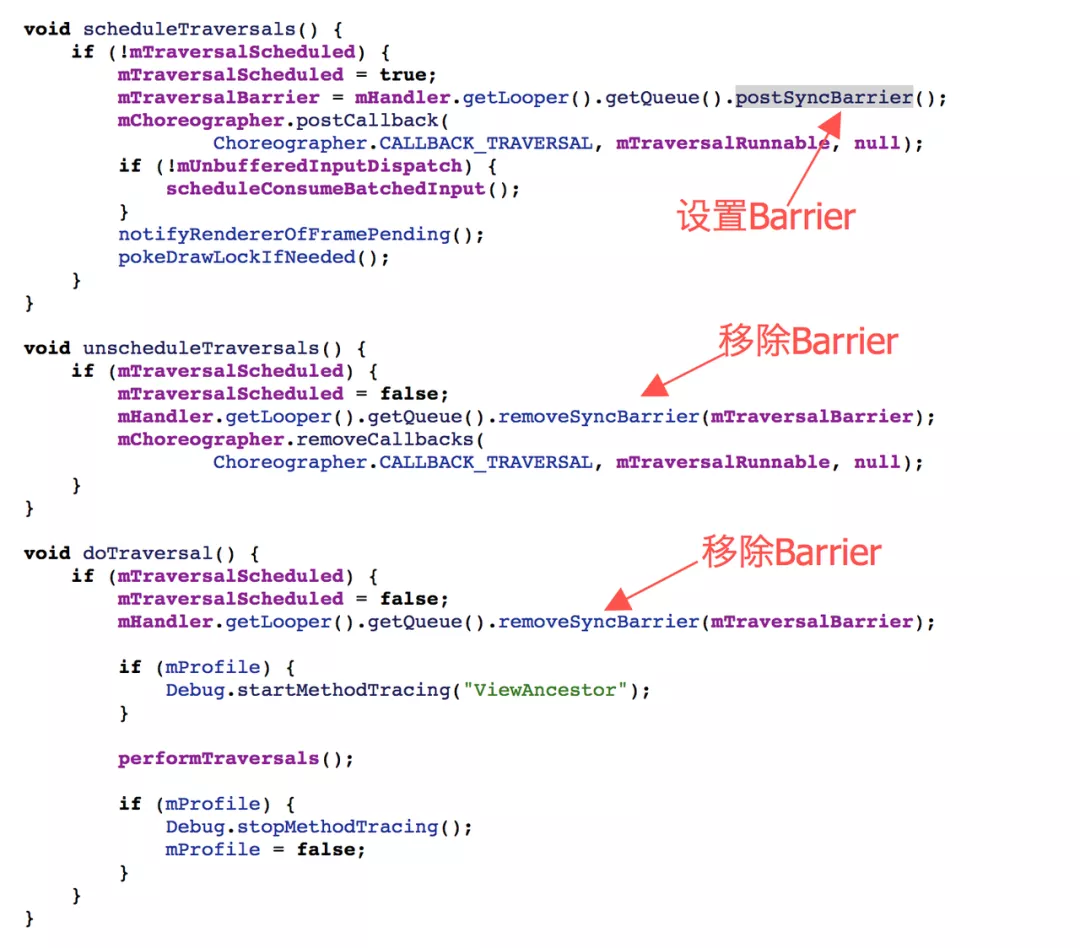 void scheduleTraversals() {
    if (!mTraversalScheduled) {
        mTraversalScheduled = true;
        mTraversalBarrier = mHandler.getLooper().getQueue().postSyncBarrier();
        mChoreographer.postCallback(
                Choreographer.CALLBACK_TRAVERSAL, mTraversalRunnable, null);
        if (!mUnbufferedInputDispatch) {
            scheduleConsumeBatchedInput();
设置Barrier
        }
        notifyRendererOfFramePending();
        pokeDrawLockIfNeeded();
    }
}
void unscheduleTraversals() {
移除Barrier
    if (mTraversalScheduled) {
        mTraversalScheduled = false;
        mHandler.getLooper().getQueue().removeSyncBarrier(mTraversalBarrier);
        mChoreographer.removeCallbacks(
                Choreographer.CALLBACK_TRAVERSAL, mTraversalRunnable, null);
    }
}
void doTraversal() {
移除Barrier
    if (mTraversalScheduled) {
        mTraversalScheduled = false;
        mHandler.getLooper().getQueue().removeSyncBarrier(mTraversalBarrier);
        if (mProfile) {
            Debug.startMethodTracing("ViewAncestor");
        }
        performTraversals();
        if (mProfile) {
            Debug.stopMethodTracing();
            mProfile = false;
        }
    }
}